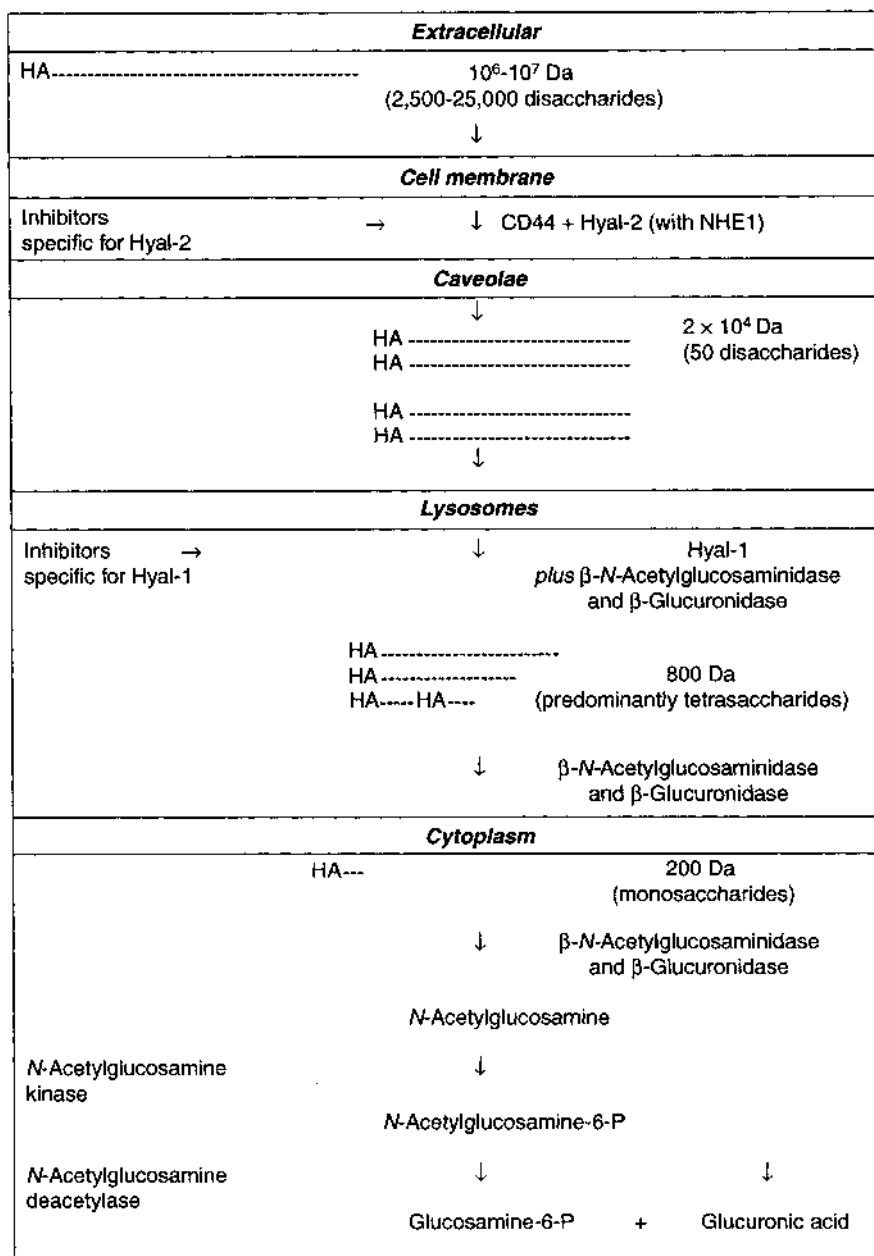 Extracellular
HA---------------------------------------- 10⁶-10⁷ Da
(2,500-25,000 disaccharides)
↓
Cell membrane
Inhibitors → ↓ CD44 + Hyal-2 (with NHE1)
specific for Hyal-2
Caveolae
↓
HA ----------------------------- 2 × 10⁴ Da
HA ----------------------------- (50 disaccharides)
HA -----------------------------
HA -----------------------------
↓
Lysosomes
Inhibitors → ↓ Hyal-1
specific for Hyal-1 plus β-N-Acetylglucosaminidase
and β-Glucuronidase
HA-----------------------
HA------------------ 800 Da
HA-----HA---- (predominantly tetrasaccharides)
↓ β-N-Acetylglucosaminidase
and β-Glucuronidase
Cytoplasm
HA--- 200 Da
(monosaccharides)
↓ β-N-Acetylglucosaminidase
and β-Glucuronidase
N-Acetylglucosamine
N-Acetylglucosamine ↓
kinase
N-Acetylglucosamine-6-P
N-Acetylglucosamine ↓ ↓
deacetylase
Glucosamine-6-P + Glucuronic acid